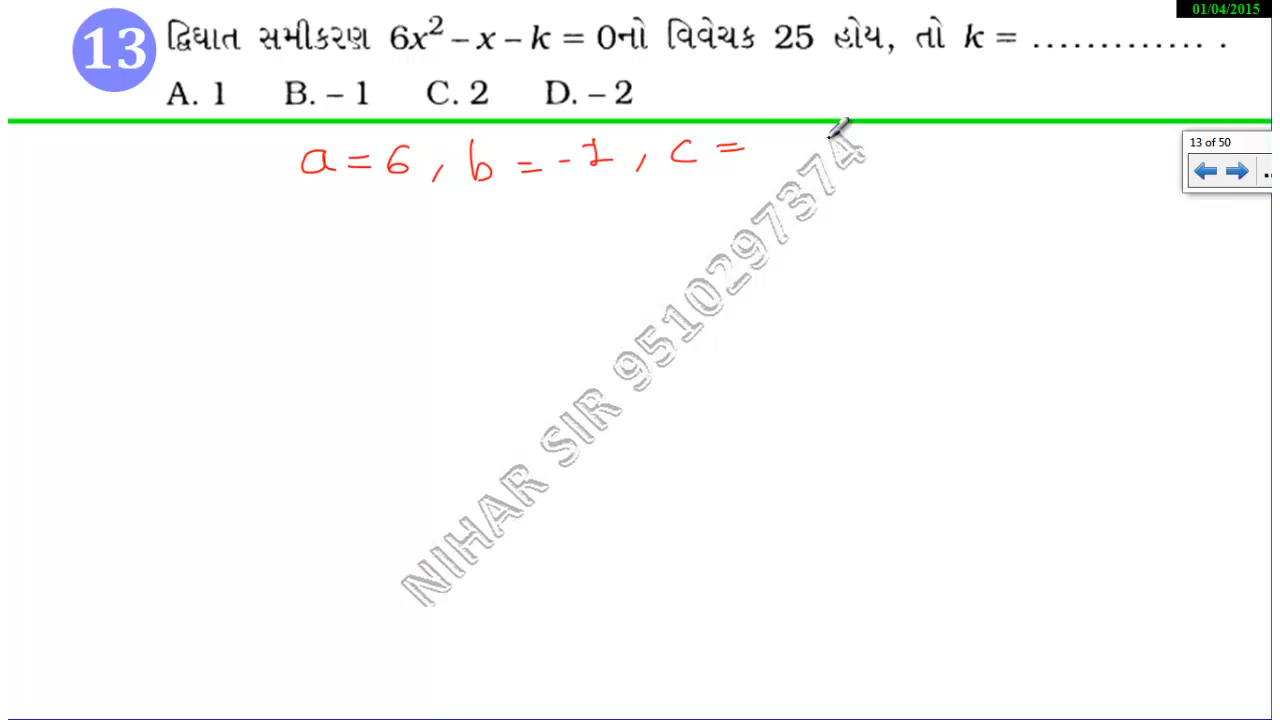 01/04/2015
13 દ્વિઘાત સમીકરણ 6x² – x – k = 0નો વિવેચક 25 હોય, તો k = ............. .
A. 1 B. – 1 C. 2 D. – 2
a = 6 , b = -1 , c =
13 of 50
NIHAR SIR 9510297374